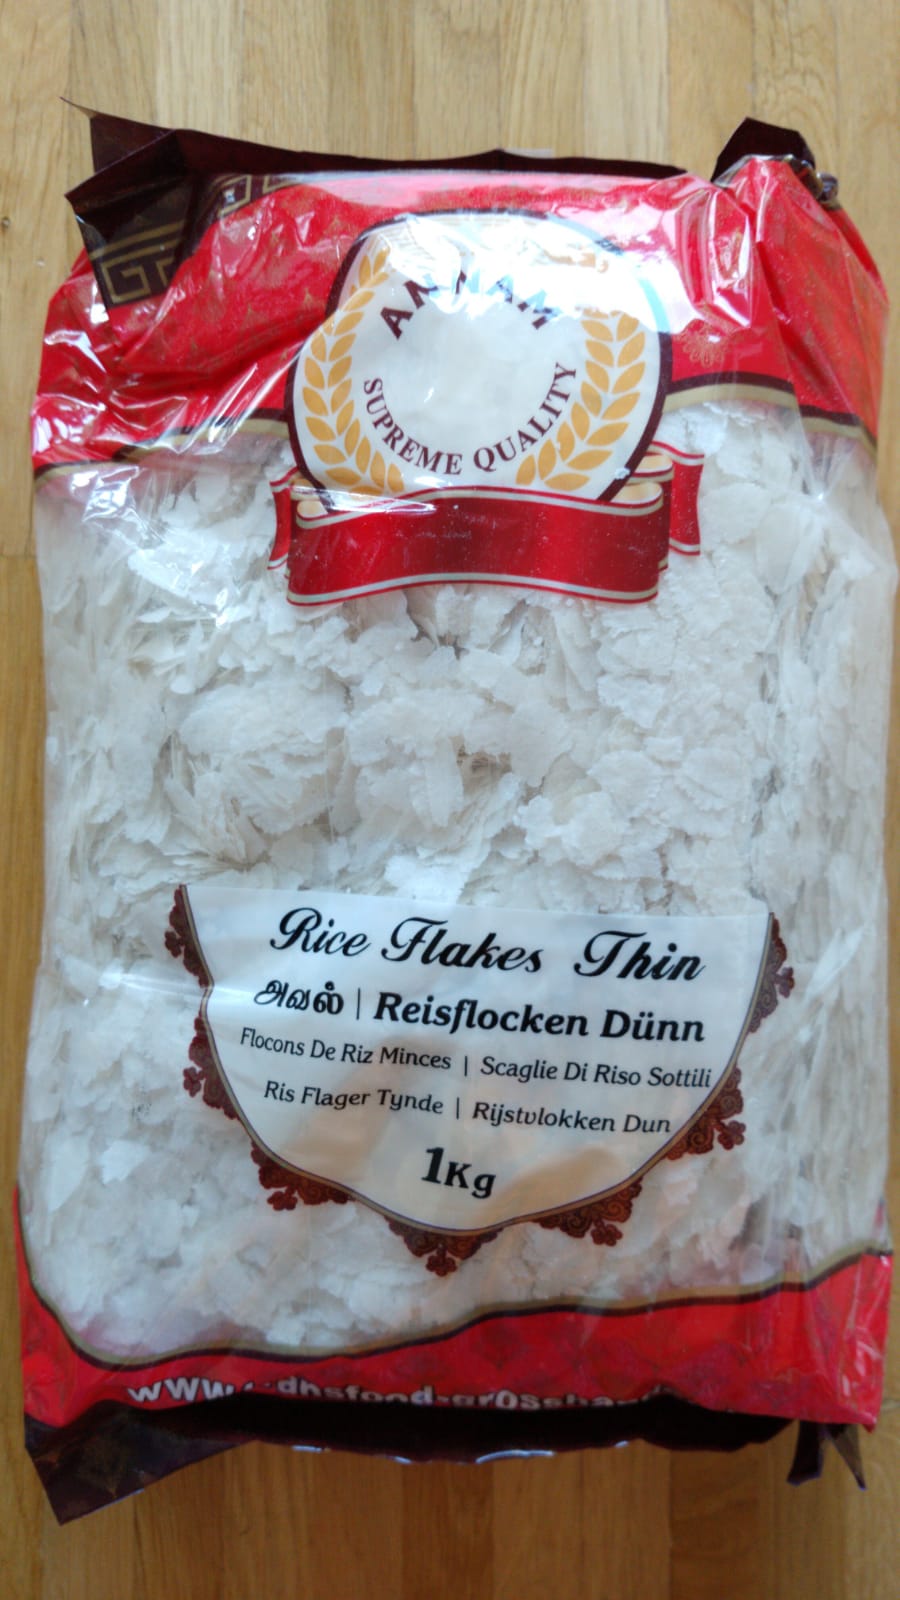 SUPREME QUALITY
Rice Flakes Thin
அவல் | Reisflocken Dünn
Flocons De Riz Minces | Scaglie Di Riso Sottili
Ris Flager Tynde | Rijstvlokken Dun
1Kg